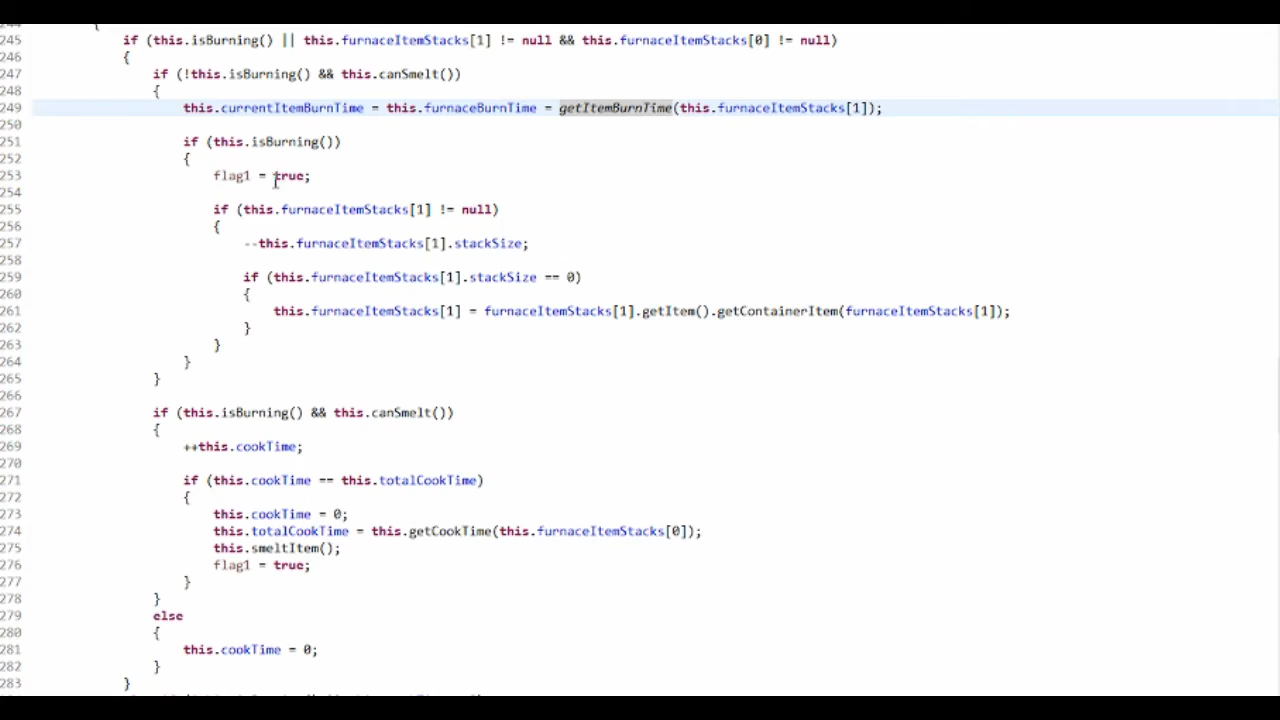 {
245 if (this.isBurning() || this.furnaceItemStacks[1] != null && this.furnaceItemStacks[0] != null)
246 {
247 if (!this.isBurning() && this.canSmelt())
248 {
249 this.currentItemBurnTime = this.furnaceBurnTime = getItemBurnTime(this.furnaceItemStacks[1]);
250
251 if (this.isBurning())
252 {
253 flag1 = true;
254
255 if (this.furnaceItemStacks[1] != null)
256 {
257 --this.furnaceItemStacks[1].stackSize;
258
259 if (this.furnaceItemStacks[1].stackSize == 0)
260 {
261 this.furnaceItemStacks[1] = furnaceItemStacks[1].getItem().getContainerItem(furnaceItemStacks[1]);
262 }
263 }
264 }
265 }
266
267 if (this.isBurning() && this.canSmelt())
268 {
269 ++this.cookTime;
270
271 if (this.cookTime == this.totalCookTime)
272 {
273 this.cookTime = 0;
274 this.totalCookTime = this.getCookTime(this.furnaceItemStacks[0]);
275 this.smeltItem();
276 flag1 = true;
277 }
278 }
279 else
280 {
281 this.cookTime = 0;
282 }
283 }